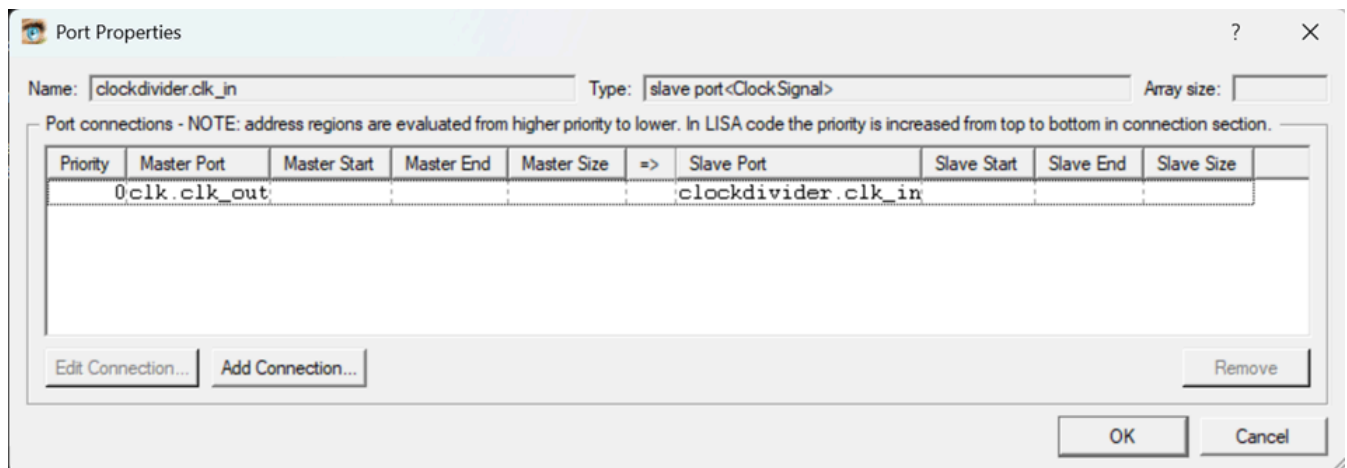 Port Properties
?
Name: clockdivider.clk_in Type: slave port<ClockSignal> Array size:
Port connections - NOTE: address regions are evaluated from higher priority to lower. In LISA code the priority is increased from top to bottom in connection section.
Priority Master Port Master Start Master End Master Size => Slave Port Slave Start Slave End Slave Size
0 clk.clk_out clockdivider.clk_in
Edit Connection... Add Connection... Remove
OK Cancel